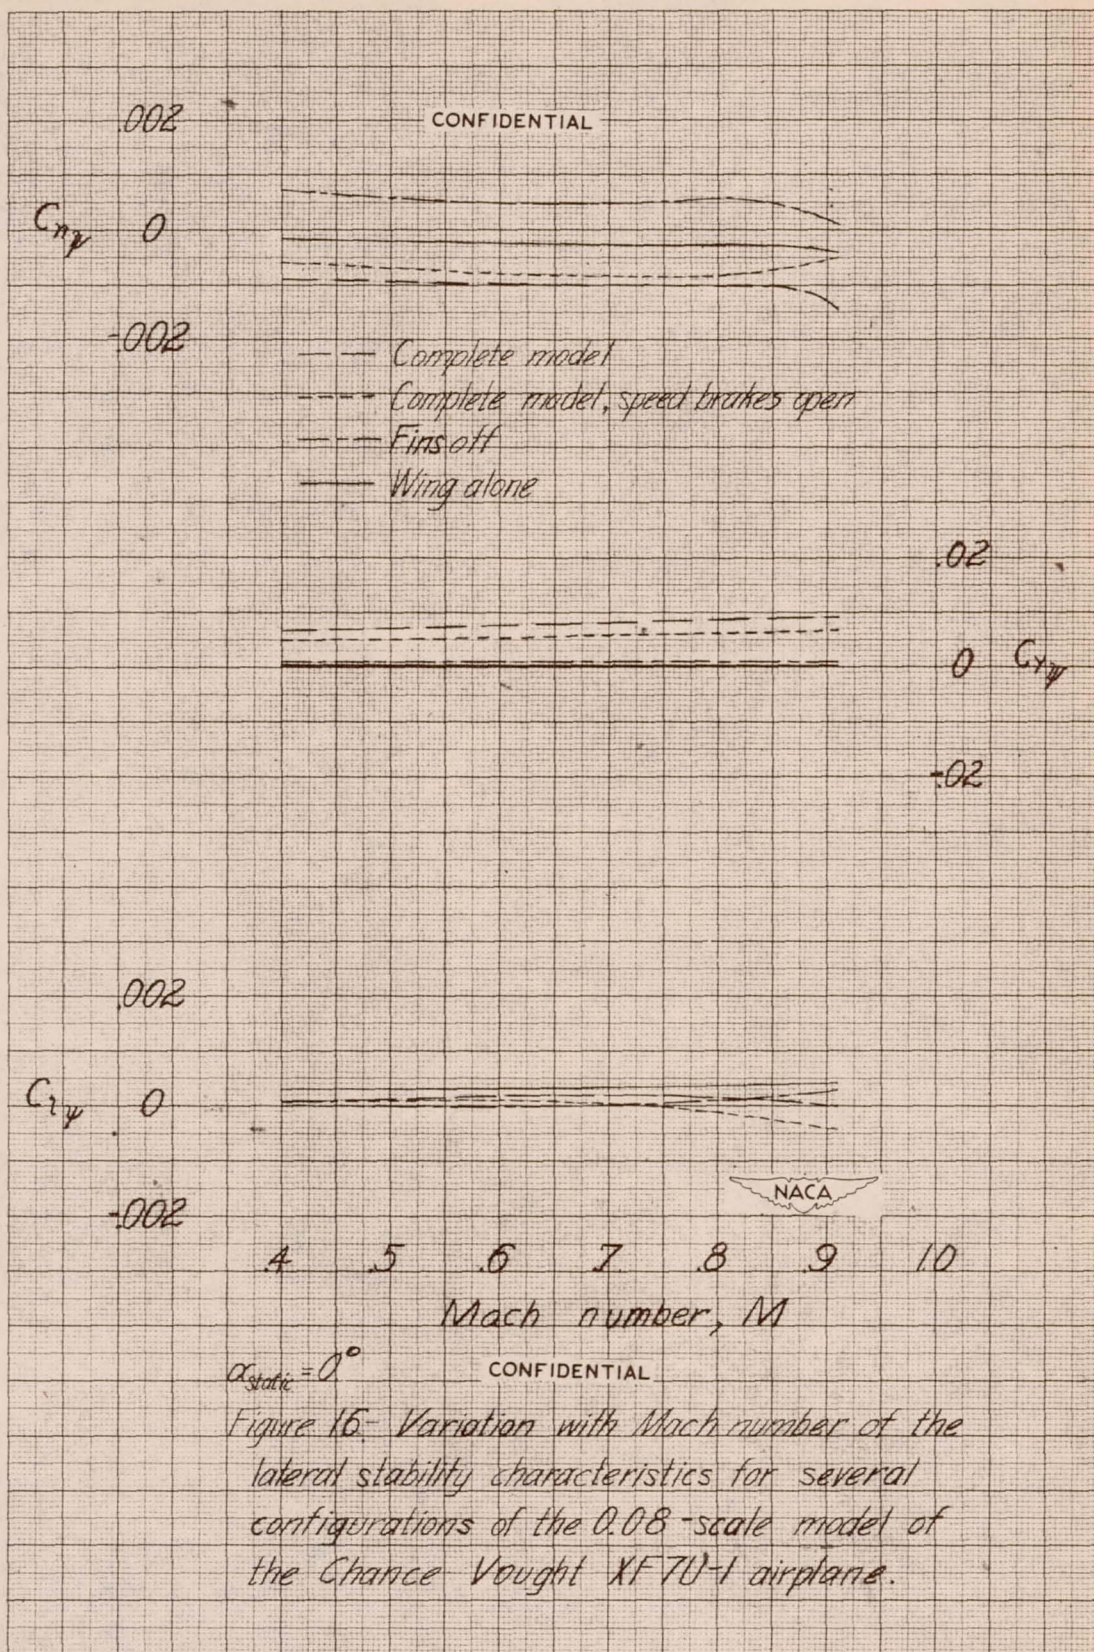 .002
CONFIDENTIAL
Cnψ 0
-.002
Complete model
Complete model, speed brakes open
Fins off
Wing alone
.02
0 CYψ
-.02
.002
Clψ 0
NACA
-.002
.4 .5 .6 .7 .8 .9 1.0
Mach number, M
αstatic = 0°
CONFIDENTIAL
Figure 16- Variation with Mach number of the
lateral stability characteristics for several
configurations of the 0.08-scale model of
the Chance Vought XF7U-1 airplane.